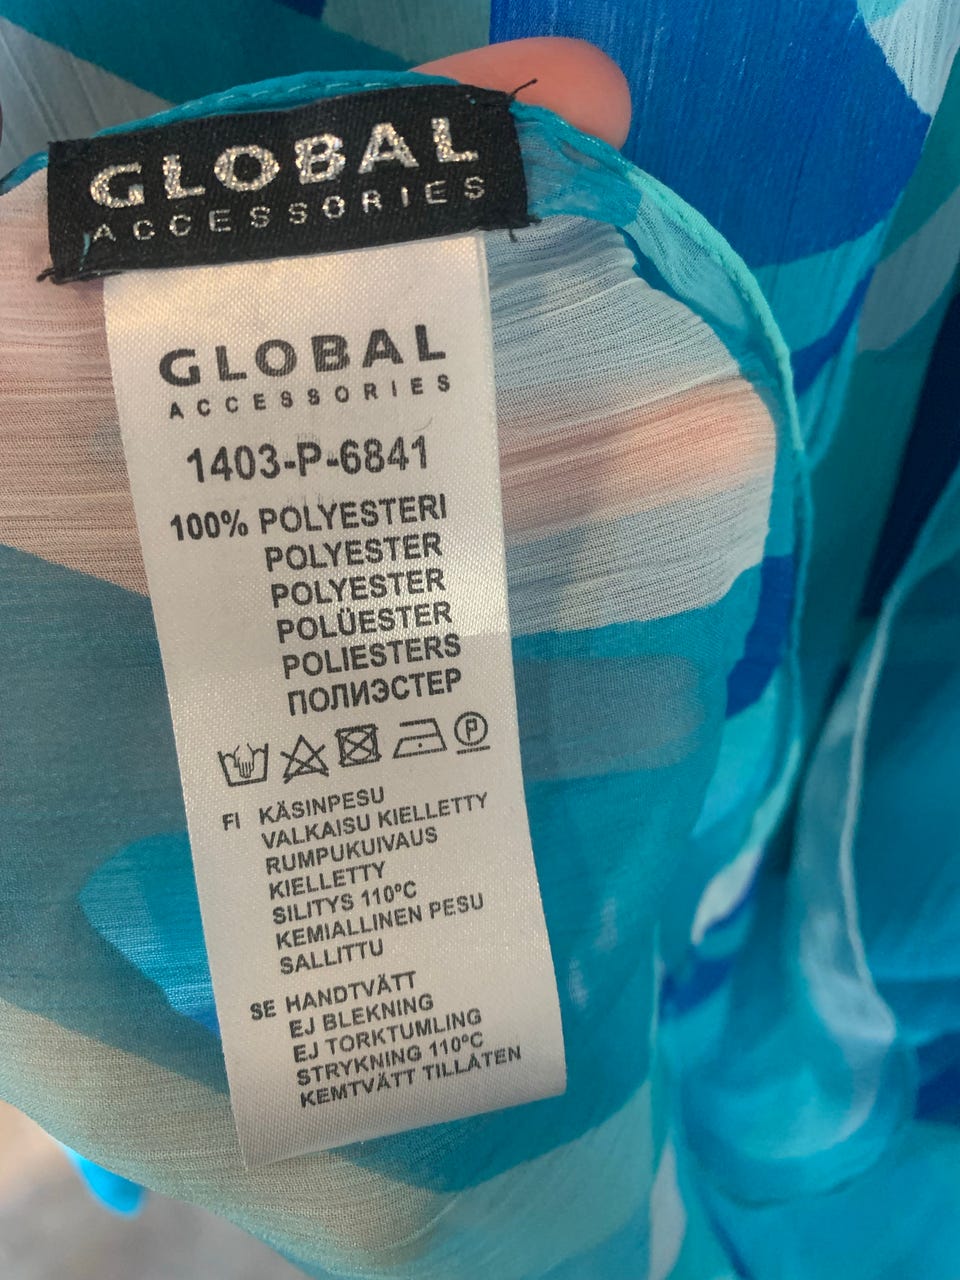 GLOBAL
ACCESSORIES
GLOBAL
ACCESSORIES
1403-P-6841
100% POLYESTERI
POLYESTER
POLYESTER
POLÜESTER
POLIESTERS
ПОЛИЭСТЕР
P
FI KÄSINPESU
VALKAISU KIELLETTY
RUMPUKUIVAUS
KIELLETTY
SILITYS 110°C
KEMIALLINEN PESU
SALLITTU
SE HANDTVÄTT
EJ BLEKNING
EJ TORKTUMLING
STRYKNING 110°C
KEMTVÄTT TILLÅTEN